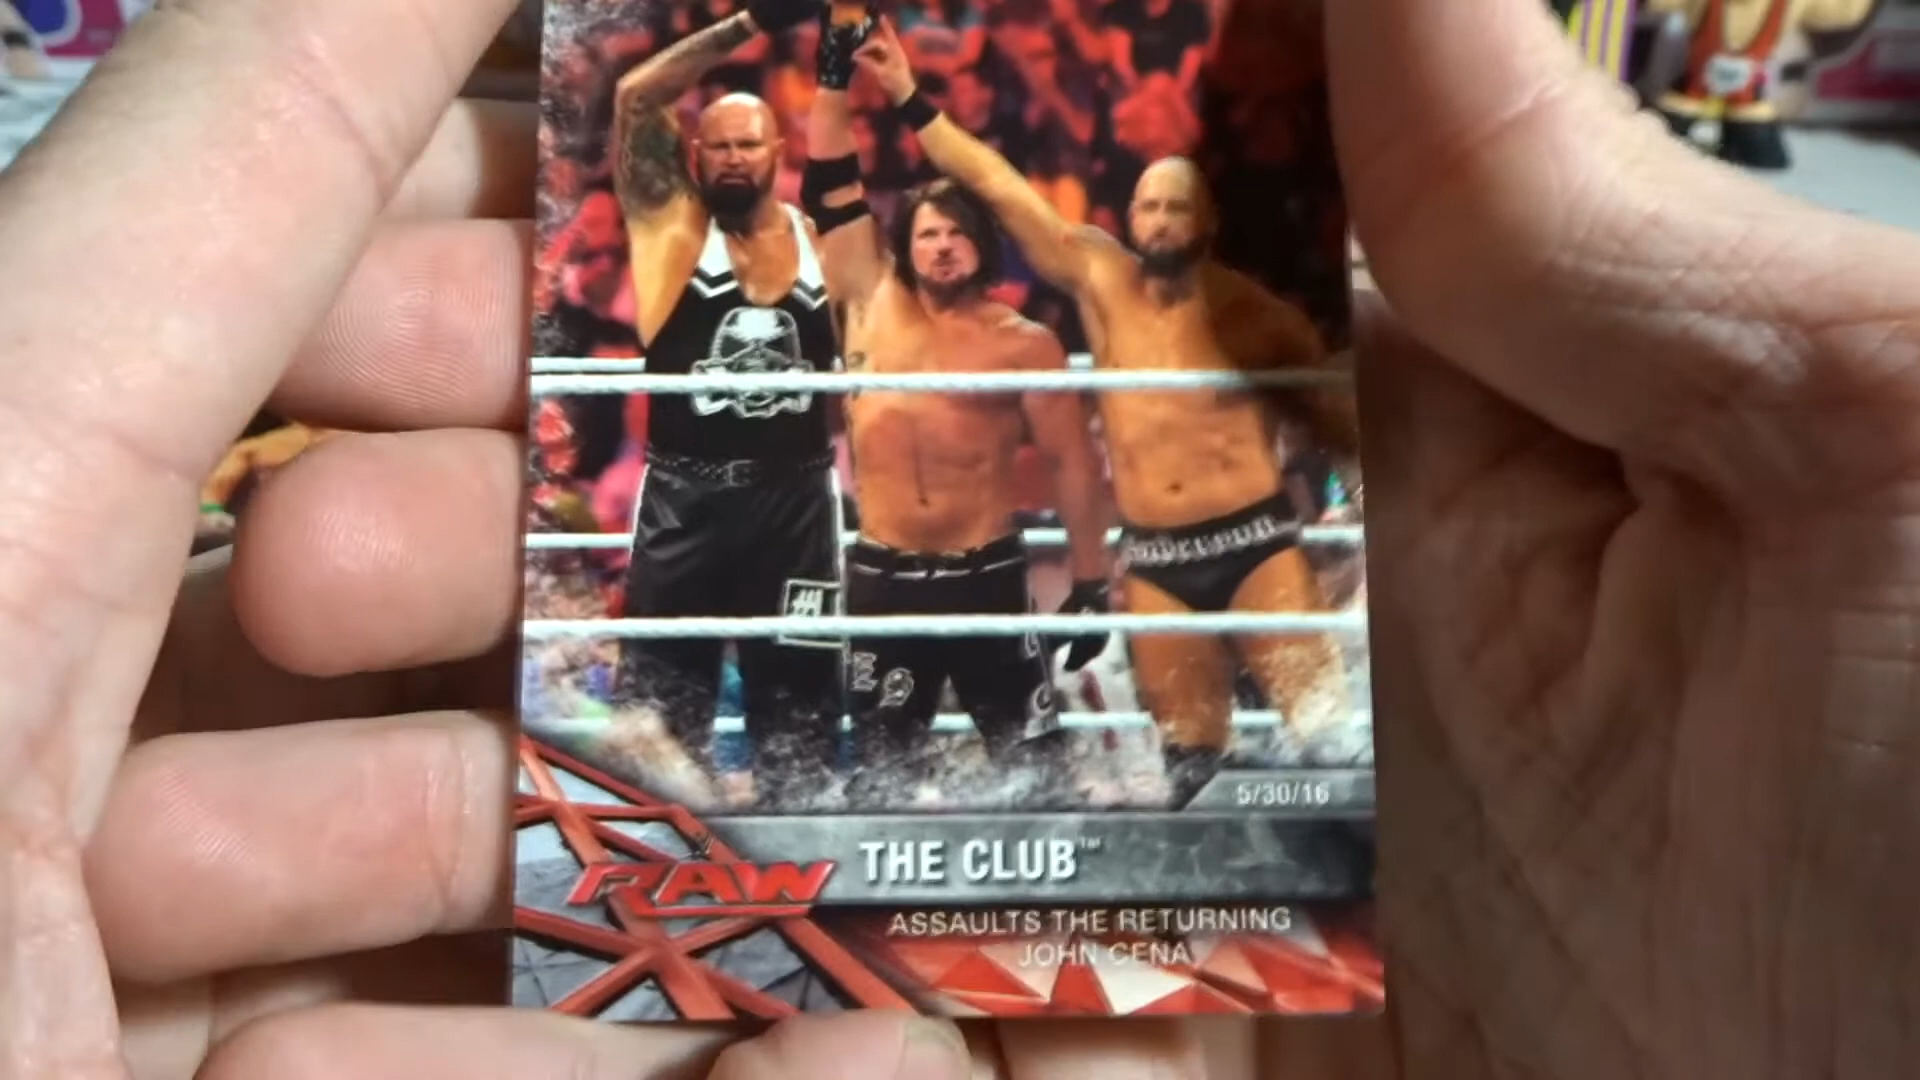 5/30/16
THE CLUB™
RAW
ASSAULTS THE RETURNING
JOHN CENA